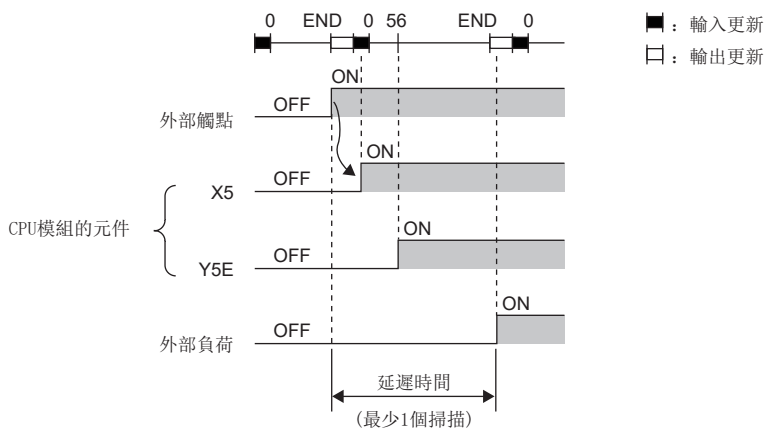 0 END 0 56 END 0
：輸入更新
：輸出更新
ON
外部觸點 OFF
ON
X5 OFF
CPU模組的元件
ON
Y5E OFF
ON
外部負荷 OFF
延遲時間
(最少1個掃描)